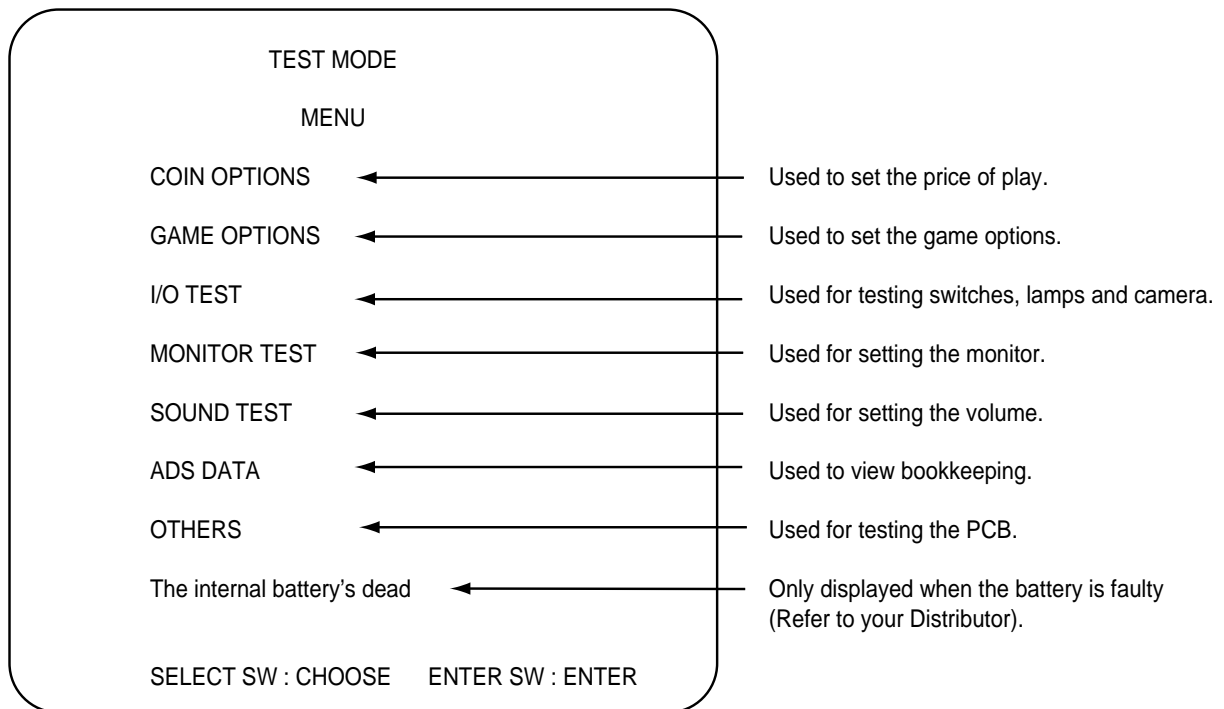 TEST MODE
MENU
COIN OPTIONS
Used to set the price of play.
GAME OPTIONS
Used to set the game options.
I/O TEST
Used for testing switches, lamps and camera.
MONITOR TEST
Used for setting the monitor.
SOUND TEST
Used for setting the volume.
ADS DATA
Used to view bookkeeping.
OTHERS
Used for testing the PCB.
The internal battery's dead
Only displayed when the battery is faulty
(Refer to your Distributor).
SELECT SW : CHOOSE ENTER SW : ENTER